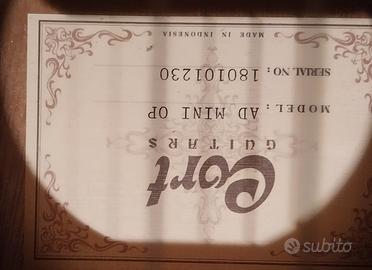 Cort
GUITARS
MODEL: AD MINI OP
SERIAL NO.: 180101230
MADE IN INDONESIA
subito